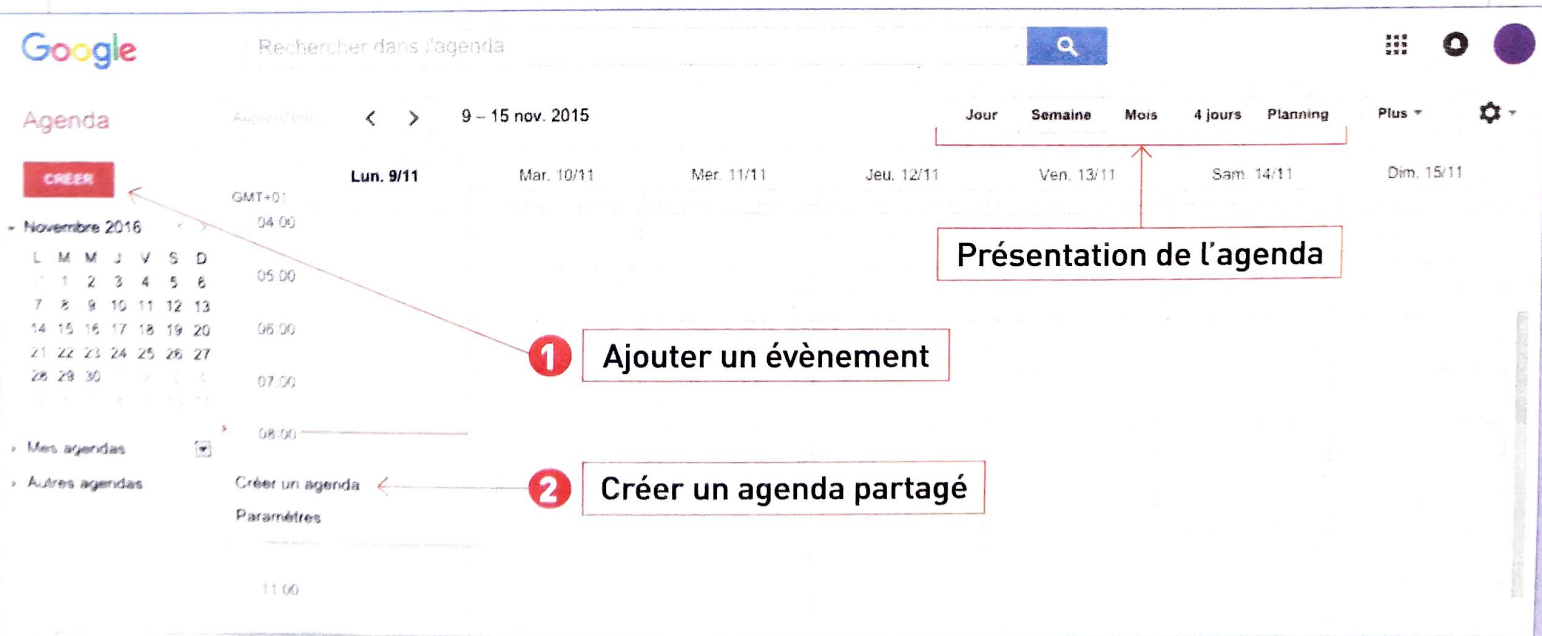 Google Rechercher dans l'agenda
Agenda Aujourd'hui 9 – 15 nov. 2015 Jour Semaine Mois 4 jours Planning Plus
CRÉER
Lun. 9/11 Mar. 10/11 Mer. 11/11 Jeu. 12/11 Ven. 13/11 Sam. 14/11 Dim. 15/11
GMT+01
Novembre 2016
L M M J V S D
1 2 3 4 5 6
7 8 9 10 11 12 13
14 15 16 17 18 19 20
21 22 23 24 25 26 27
28 29 30
04:00
05:00
06:00
07:00
08:00
Présentation de l'agenda
1 Ajouter un évènement
Mes agendas
Autres agendas
Créer un agenda
Paramètres
2 Créer un agenda partagé
11:00